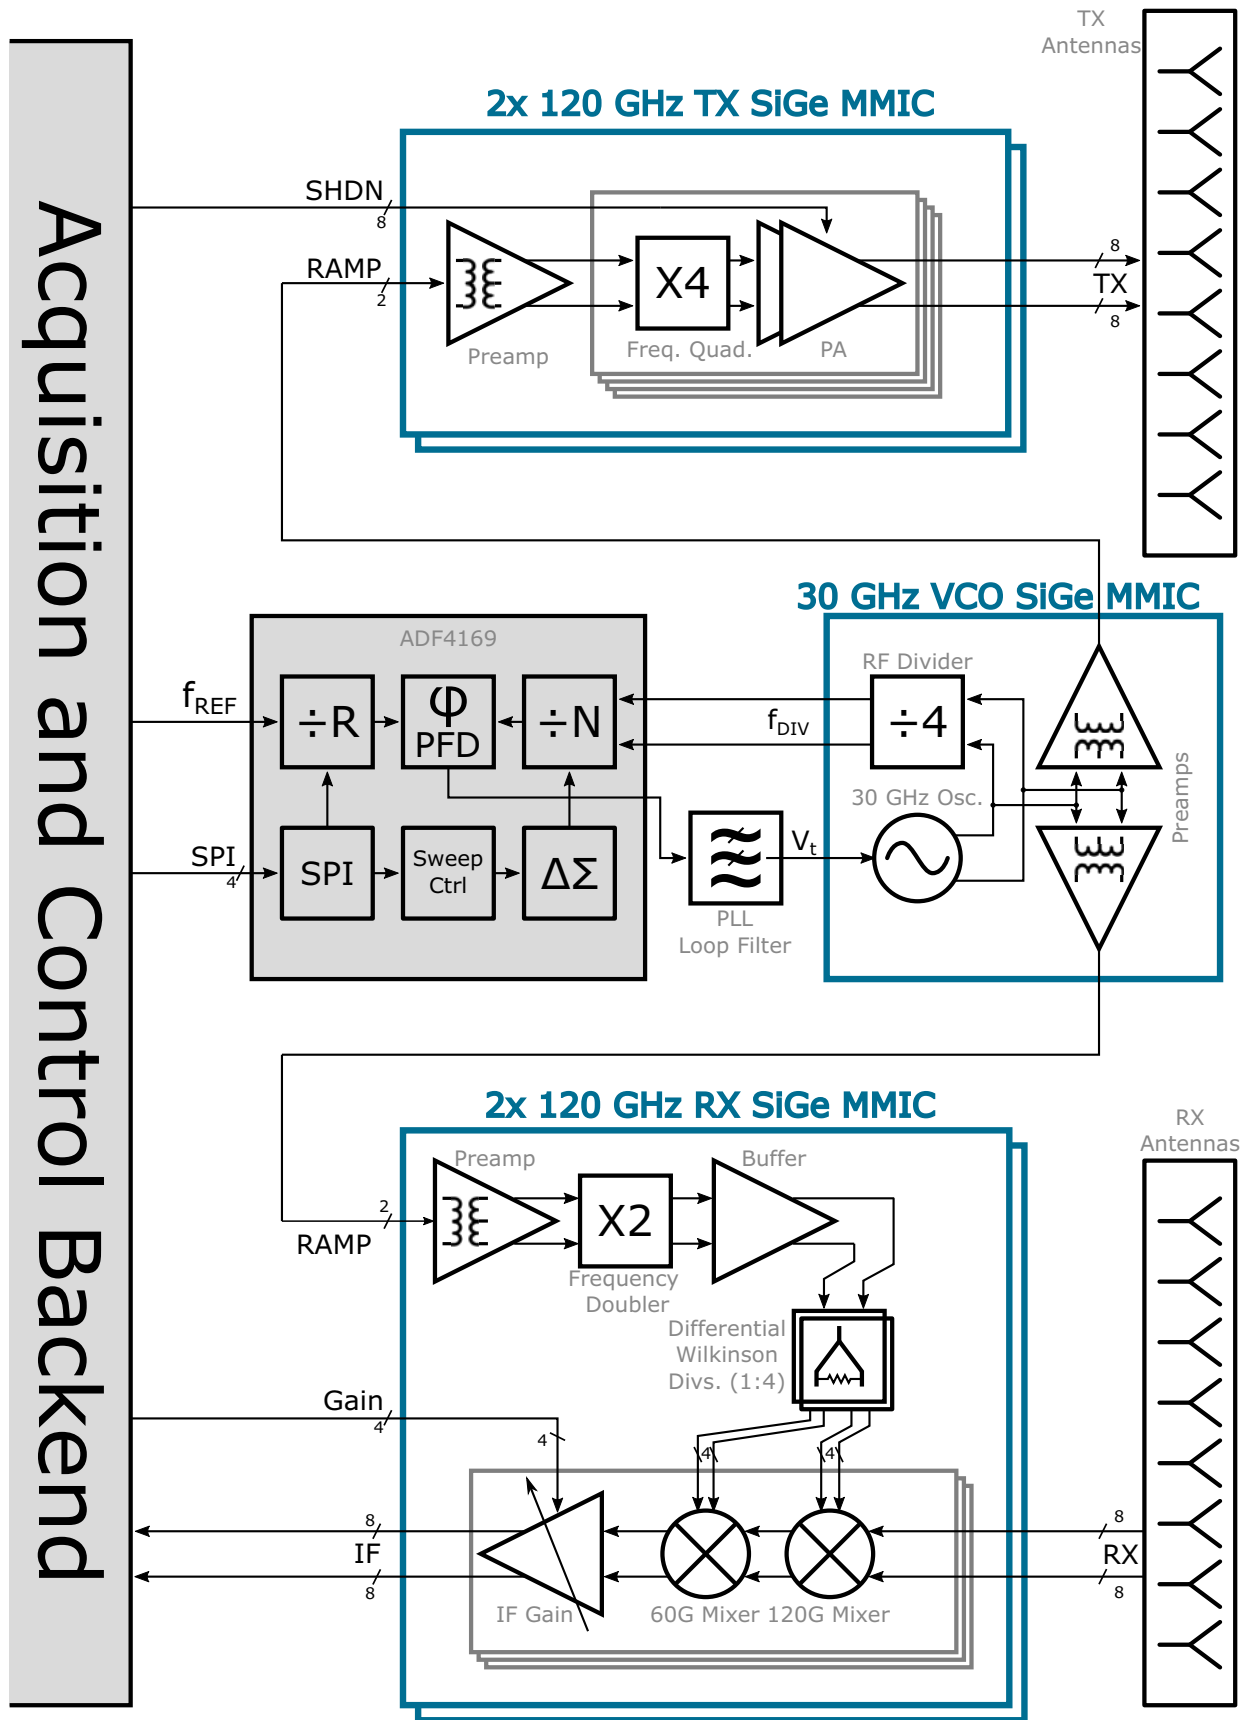 TX
Antennas
2x 120 GHz TX SiGe MMIC
SHDN
8
RAMP
2
Preamp
X4
Freq. Quad.
PA
8
TX
8
Acquisition and Control Backend
30 GHz VCO SiGe MMIC
ADF4169
fREF
÷R
φ
PFD
÷N
fDIV
RF Divider
÷4
30 GHz Osc.
Preamps
SPI
4
SPI
Sweep
Ctrl
ΔΣ
Vt
PLL
Loop Filter
2x 120 GHz RX SiGe MMIC
RX
Antennas
Preamp
Buffer
2
RAMP
X2
Frequency
Doubler
Differential
Wilkinson
Divs. (1:4)
Gain
4
4
4
4
8
IF
8
IF Gain
60G Mixer
120G Mixer
8
RX
8